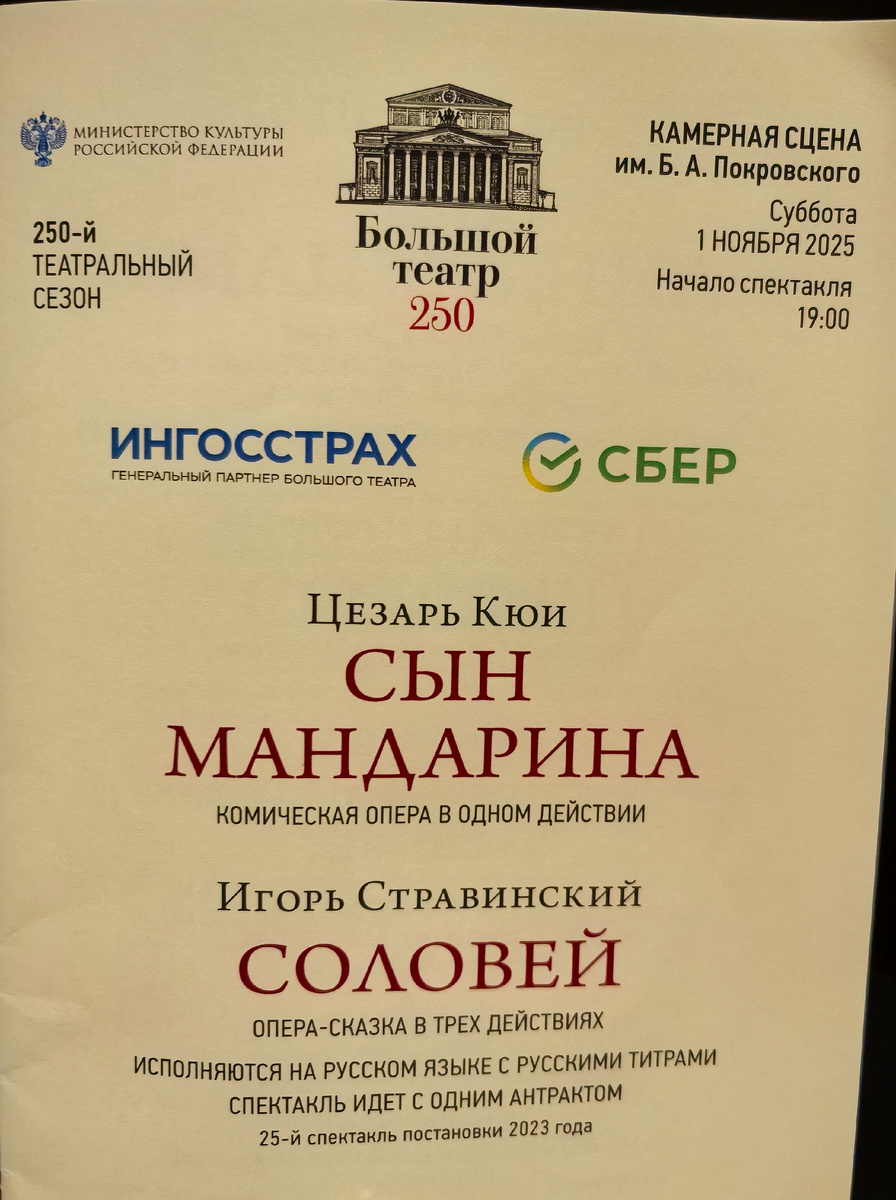 МИНИСТЕРСТВО КУЛЬТУРЫ
РОССИЙСКОЙ ФЕДЕРАЦИИ
250-й
ТЕАТРАЛЬНЫЙ
СЕЗОН
Большой
театр
250
КАМЕРНАЯ СЦЕНА
им. Б. А. Покровского
Суббота
1 НОЯБРЯ 2025
Начало спектакля
19:00
ИНГОССТРАХ
ГЕНЕРАЛЬНЫЙ ПАРТНЕР БОЛЬШОГО ТЕАТРА
СБЕР
Цезарь Кюи
СЫН
МАНДАРИНА
КОМИЧЕСКАЯ ОПЕРА В ОДНОМ ДЕЙСТВИИ
Игорь Стравинский
СОЛОВЕЙ
ОПЕРА-СКАЗКА В ТРЕХ ДЕЙСТВИЯХ
ИСПОЛНЯЮТСЯ НА РУССКОМ ЯЗЫКЕ С РУССКИМИ ТИТРАМИ
СПЕКТАКЛЬ ИДЕТ С ОДНИМ АНТРАКТОМ
25-й спектакль постановки 2023 года